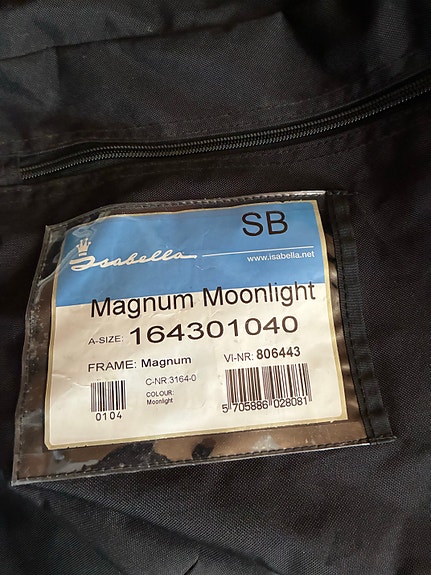 SB
Isabella
www.isabella.net
Magnum Moonlight
A-SIZE: 164301040
FRAME: Magnum VI-NR: 806443
C-NR:3164-0
COLOUR:
Moonlight
0104 5 705886 028081